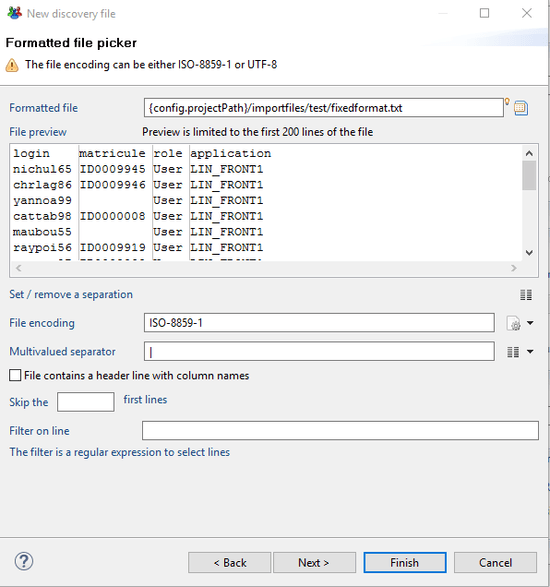 New discovery file
Formatted file picker
The file encoding can be either ISO-8859-1 or UTF-8
Formatted file {config.projectPath}/importfiles/test/fixedformat.txt
File preview Preview is limited to the first 200 lines of the file
login matricule role application
nichul65 ID0009945 User LIN_FRONT1
chrlag86 ID0009946 User LIN_FRONT1
yannoa99 User LIN_FRONT1
cattab98 ID0000008 User LIN_FRONT1
maubou55 User LIN_FRONT1
raypoi56 ID0009919 User LIN_FRONT1
Set / remove a separation
File encoding ISO-8859-1
Multivalued separator |
File contains a header line with column names
Skip the first lines
Filter on line
The filter is a regular expression to select lines
? < Back Next > Finish Cancel